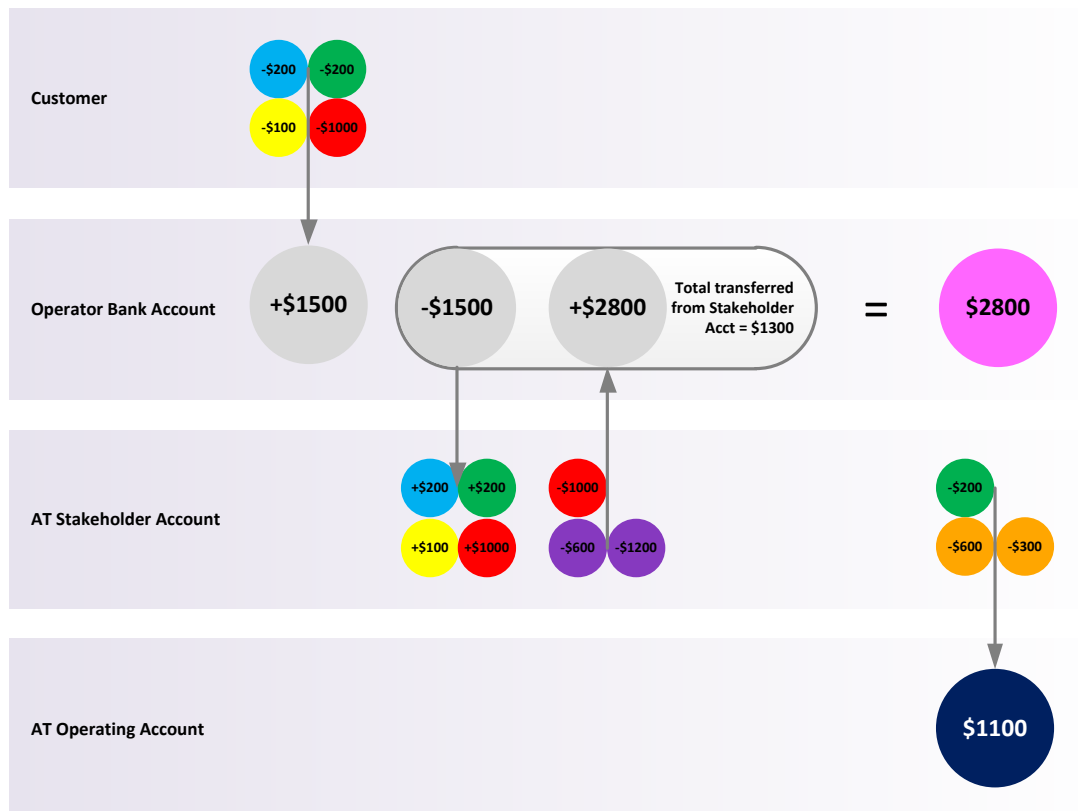 Customer
-$200
-$200
-$100
-$1000
Operator Bank Account
+$1500
-$1500
+$2800
Total transferred
from Stakeholder
Acct = $1300
=
$2800
AT Stakeholder Account
+$200
+$200
+$100
+$1000
-$1000
-$600
-$1200
-$200
-$600
-$300
AT Operating Account
$1100